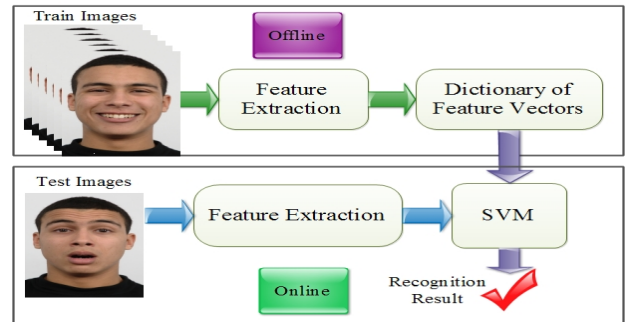 Train Images
Offline
Feature
Extraction
Dictionary of
Feature Vectors
Test Images
Feature Extraction
SVM
Online
Recognition
Result